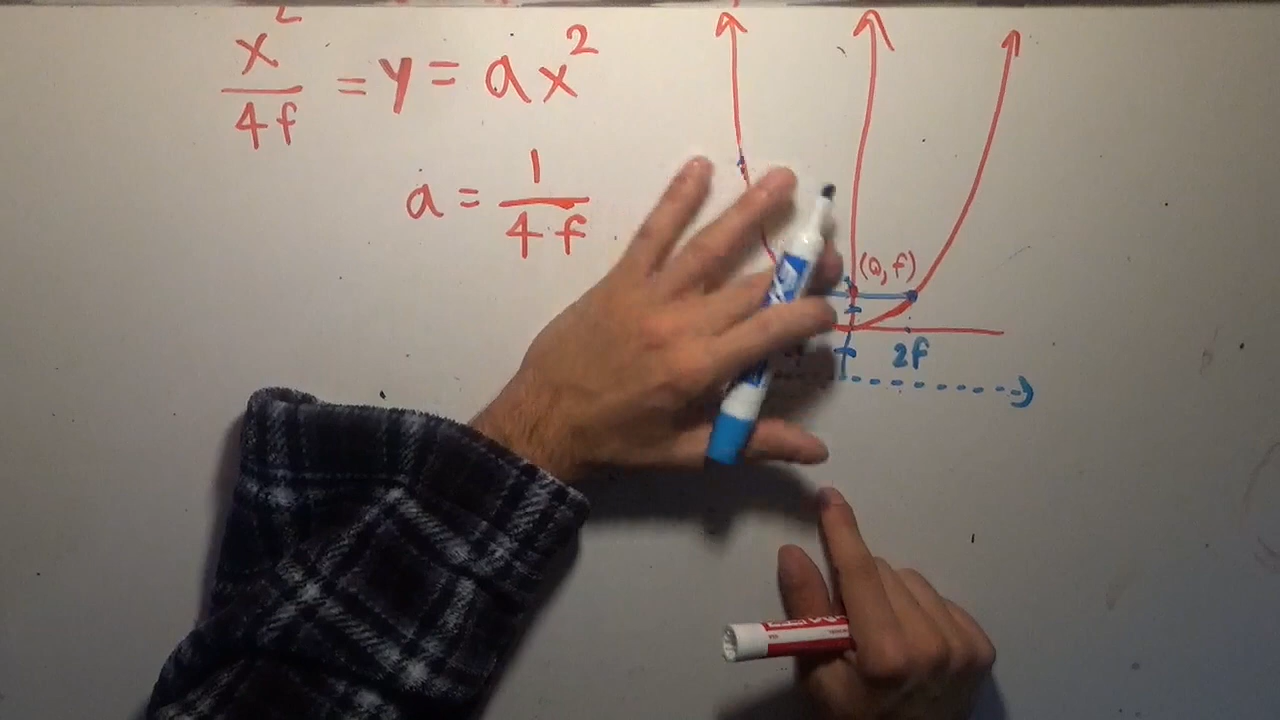 x²/4f = y = ax²
a = 1/4f
(0, f)
2f